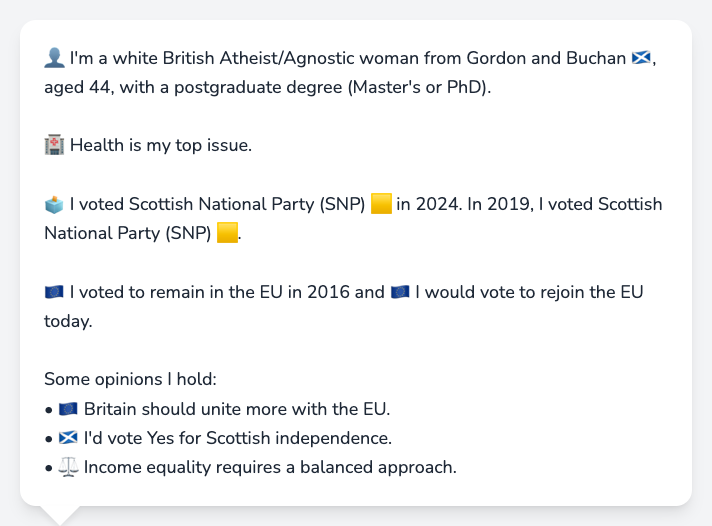 👤 I'm a white British Atheist/Agnostic woman from Gordon and Buchan 🏴󠁧󠁢󠁳󠁣󠁴󠁿,
aged 44, with a postgraduate degree (Master's or PhD).
🏥 Health is my top issue.
🗳️ I voted Scottish National Party (SNP) 🟨 in 2024. In 2019, I voted Scottish
National Party (SNP) 🟨.
🇪🇺 I voted to remain in the EU in 2016 and 🇪🇺 I would vote to rejoin the EU
today.
Some opinions I hold:
• 🇪🇺 Britain should unite more with the EU.
• 🏴󠁧󠁢󠁳󠁣󠁴󠁿 I'd vote Yes for Scottish independence.
• ⚖️ Income equality requires a balanced approach.